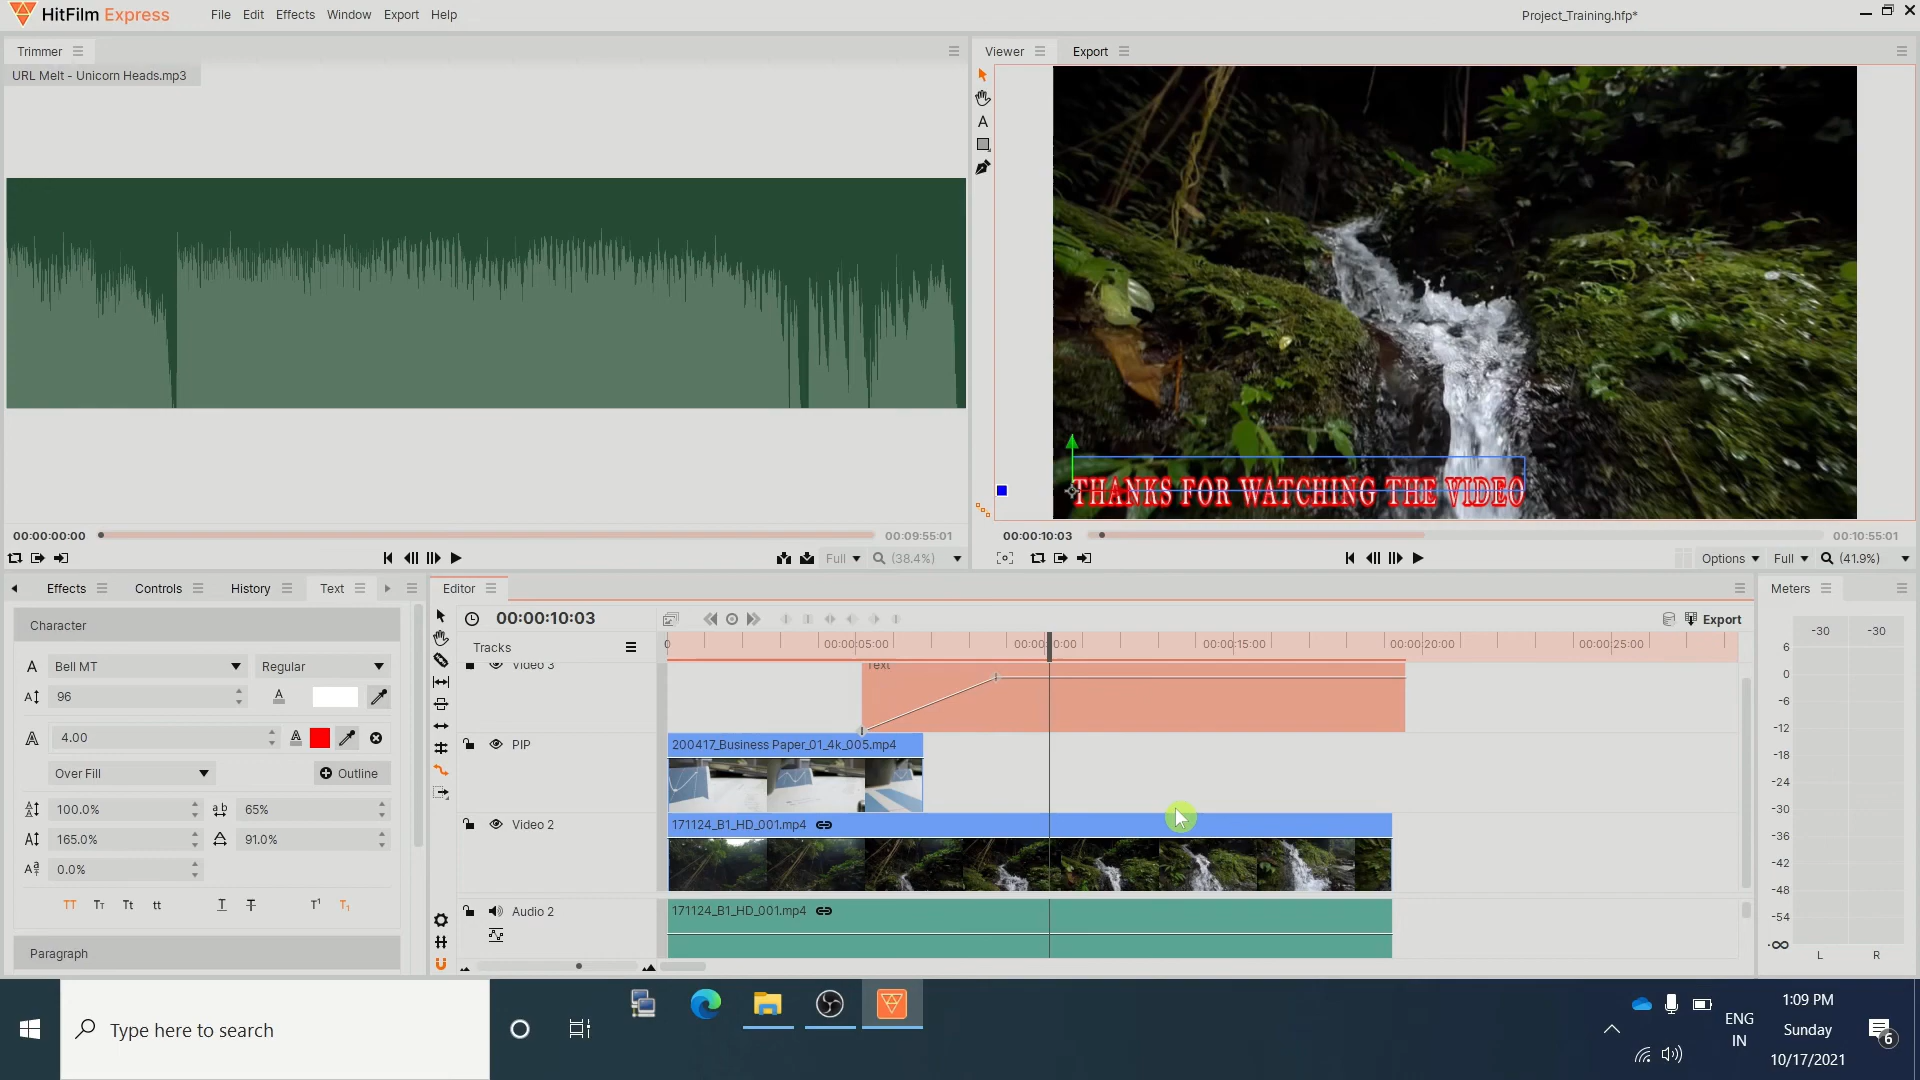 HitFilm Express
File Edit Effects Window Export Help
Project_Training.hfp*
Trimmer
URL Melt - Unicorn Heads.mp3
Viewer
Export
THANKS FOR WATCHING THE VIDEO
00:00:00:00
00:09:55:01
Full
(38.4%)
00:00:10:03
00:10:55:01
Options
Full
(41.9%)
Effects
Controls
History
Text
Editor
Meters
Character
00:00:10:03
Export
-30
-30
Tracks
0
00:00:05:00
00:00:10:00
00:00:15:00
00:00:20:00
00:00:25:00
6
0
-6
-12
-18
-24
-30
-36
-42
-48
-54
-∞
L
R
Bell MT
Regular
96
4.00
Over Fill
Outline
100.0%
65%
165.0%
91.0%
0.0%
TT Tт Tt tt T T T¹ T₁
Paragraph
Video 3
Text
PIP
200417_Business Paper_01_4k_005.mp4
Video 2
171124_B1_HD_001.mp4
Audio 2
171124_B1_HD_001.mp4
Type here to search
ENG
IN
1:09 PM
Sunday
10/17/2021
6